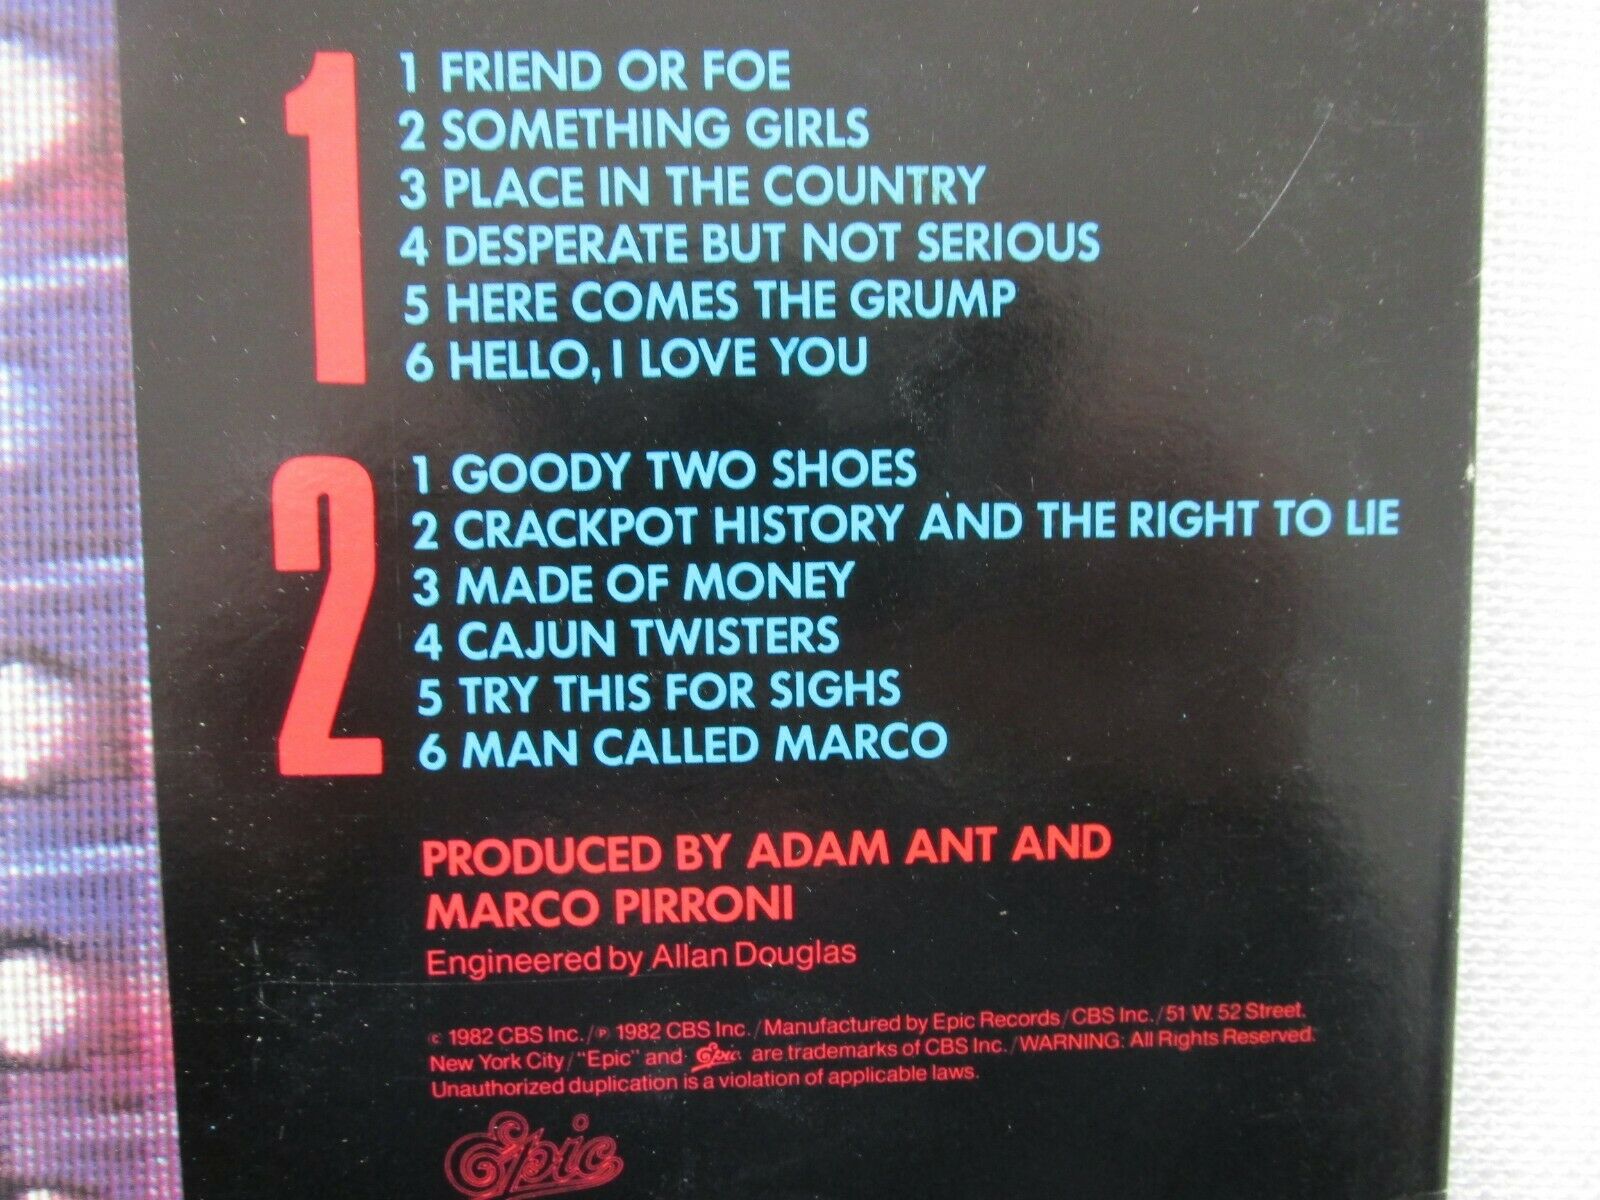 1
1 FRIEND OR FOE
2 SOMETHING GIRLS
3 PLACE IN THE COUNTRY
4 DESPERATE BUT NOT SERIOUS
5 HERE COMES THE GRUMP
6 HELLO, I LOVE YOU
2
1 GOODY TWO SHOES
2 CRACKPOT HISTORY AND THE RIGHT TO LIE
3 MADE OF MONEY
4 CAJUN TWISTERS
5 TRY THIS FOR SIGHS
6 MAN CALLED MARCO
PRODUCED BY ADAM ANT AND
MARCO PIRRONI
Engineered by Allan Douglas
© 1982 CBS Inc./℗ 1982 CBS Inc./Manufactured by Epic Records/CBS Inc./51 W. 52 Street,
New York City/"Epic" and Epic are trademarks of CBS Inc./WARNING: All Rights Reserved.
Unauthorized duplication is a violation of applicable laws.
Epic